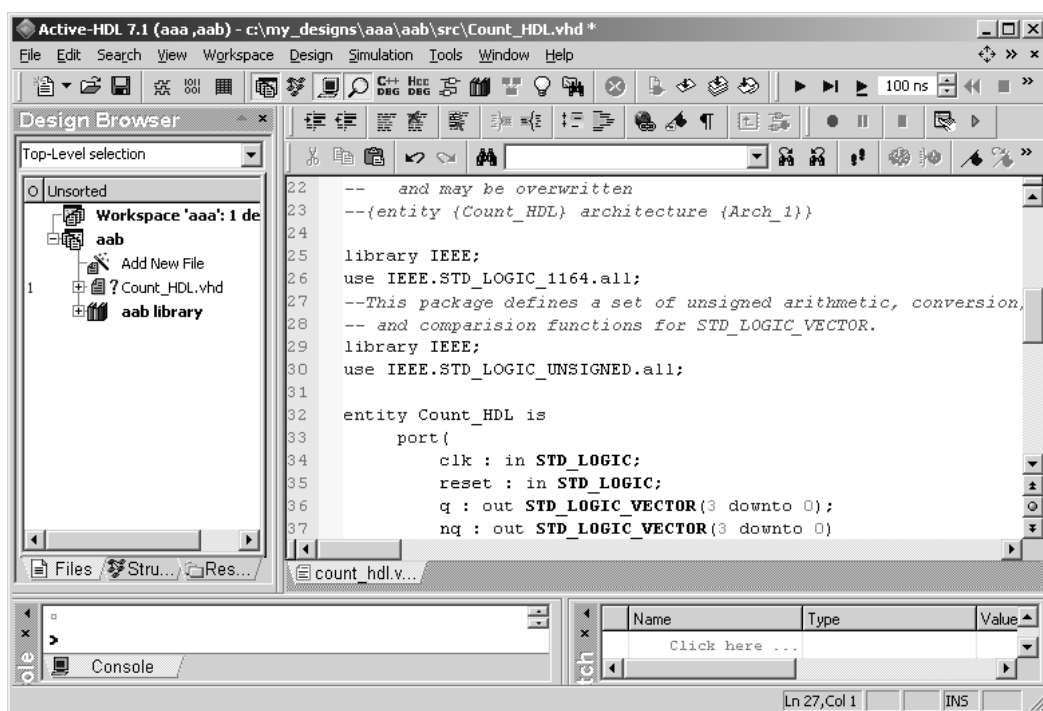 Active-HDL 7.1 (aaa ,aab) - c:\my_designs\aaa\aab\src\Count_HDL.vhd *
File Edit Search View Workspace Design Simulation Tools Window Help
C++ DBG HCC DBG 100 ns
Design Browser
Top-Level selection
O Unsorted
Workspace 'aaa': 1 de
aab
Add New File
1 ? Count_HDL.vhd
aab library
Files Stru... Res...
22 -- and may be overwritten
23 --{entity {Count_HDL} architecture {Arch_1}}
24
25 library IEEE;
26 use IEEE.STD_LOGIC_1164.all;
27 --This package defines a set of unsigned arithmetic, conversion,
28 -- and comparision functions for STD_LOGIC_VECTOR.
29 library IEEE;
30 use IEEE.STD_LOGIC_UNSIGNED.all;
31
32 entity Count_HDL is
33 port(
34 clk : in STD_LOGIC;
35 reset : in STD_LOGIC;
36 q : out STD_LOGIC_VECTOR(3 downto 0);
37 nq : out STD_LOGIC_VECTOR(3 downto 0)
count_hdl.v...
>
Console
Name Type Value
Click here ...
Ln 27,Col 1 INS